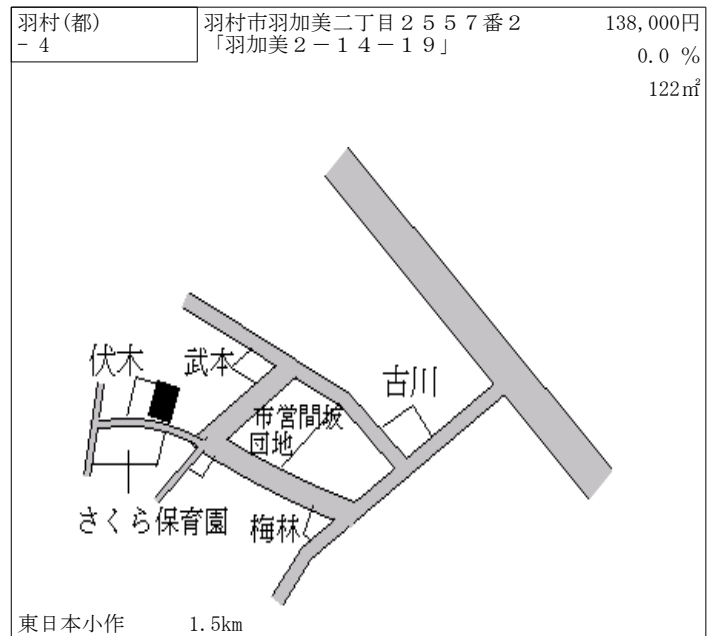 羽村(都)
- 4
羽村市羽加美二丁目２５５７番２
「羽加美２－１４－１９」
138,000円
0.0 %
122㎡
伏木
武本
古川
市営間坂
団地
さくら保育園
梅林
東日本小作 1.5km